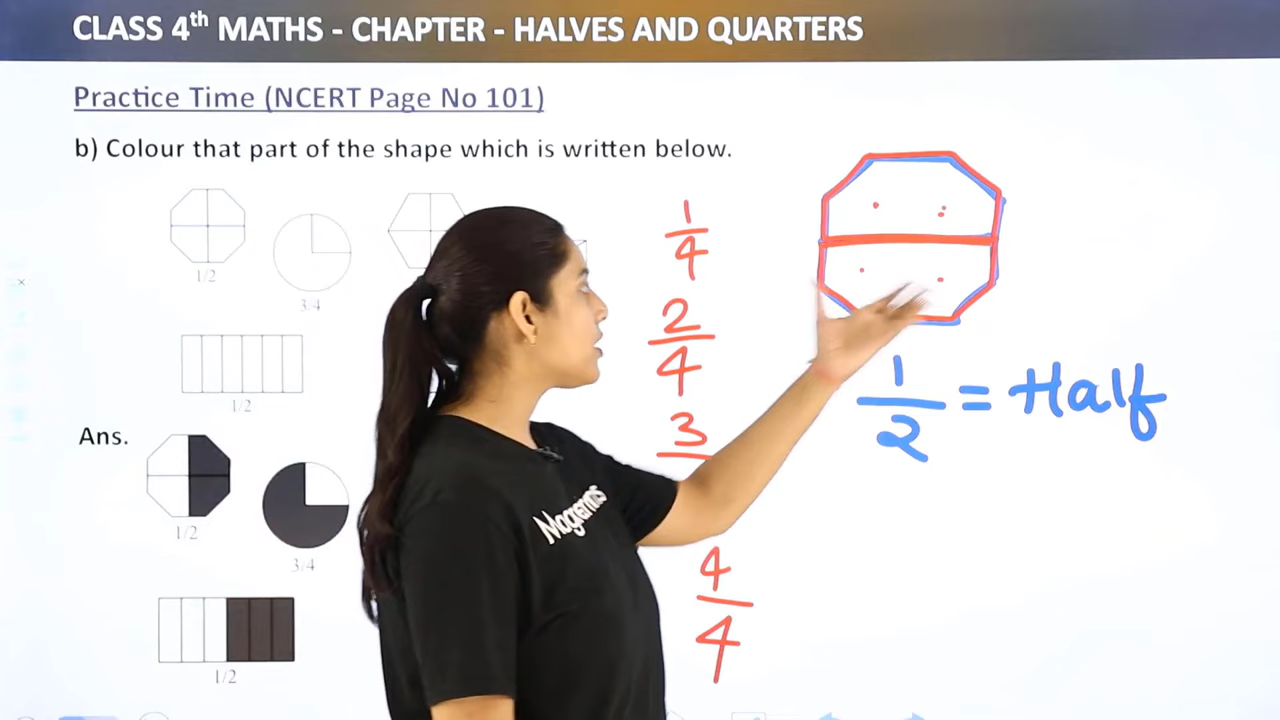 CLASS 4th MATHS - CHAPTER - HALVES AND QUARTERS
Practice Time (NCERT Page No 101)
b) Colour that part of the shape which is written below.
1/2
3/4
1/2
Ans.
1/2
3/4
1/2
1/4
2/4
3
4/4
1/2 = Half
Magnemins